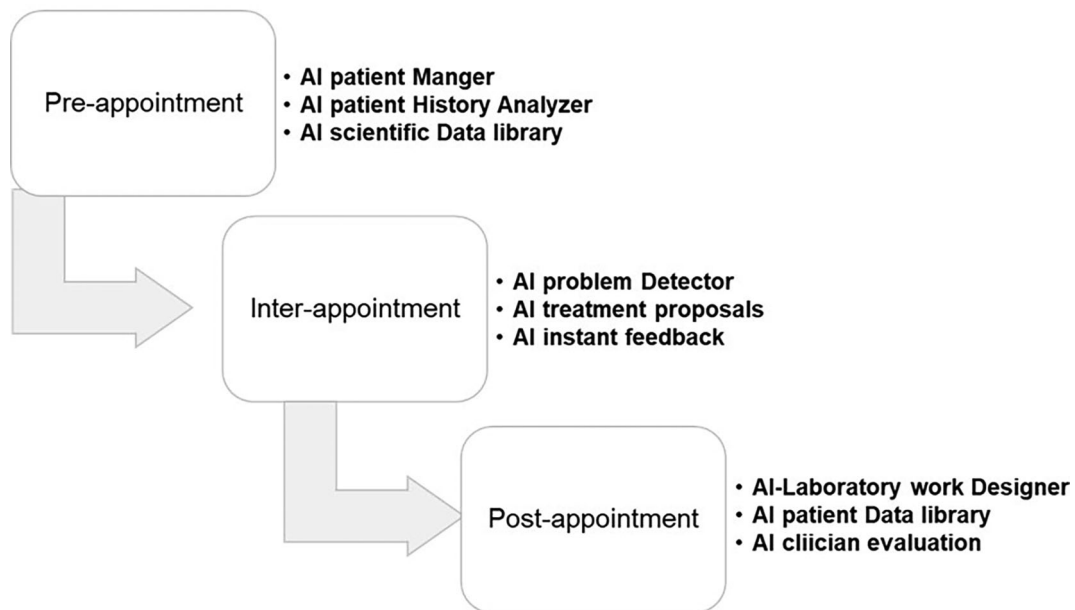 Pre-appointment
• AI patient Manger
• AI patient History Analyzer
• AI scientific Data library
Inter-appointment
• AI problem Detector
• AI treatment proposals
• AI instant feedback
Post-appointment
• AI-Laboratory work Designer
• AI patient Data library
• AI cliician evaluation